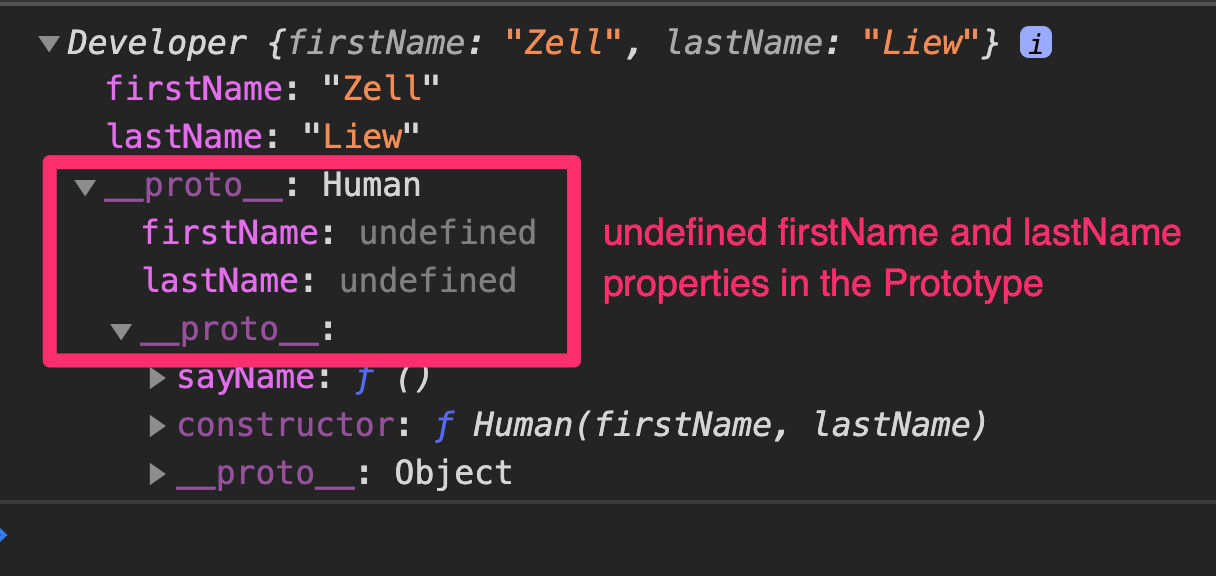 ▼Developer {firstName: "Zell", lastName: "Liew"} i
firstName: "Zell"
lastName: "Liew"
▼__proto__: Human
firstName: undefined
lastName: undefined
▼__proto__:
undefined firstName and lastName
properties in the Prototype
▶sayName: ƒ ()
▶constructor: ƒ Human(firstName, lastName)
▶__proto__: Object